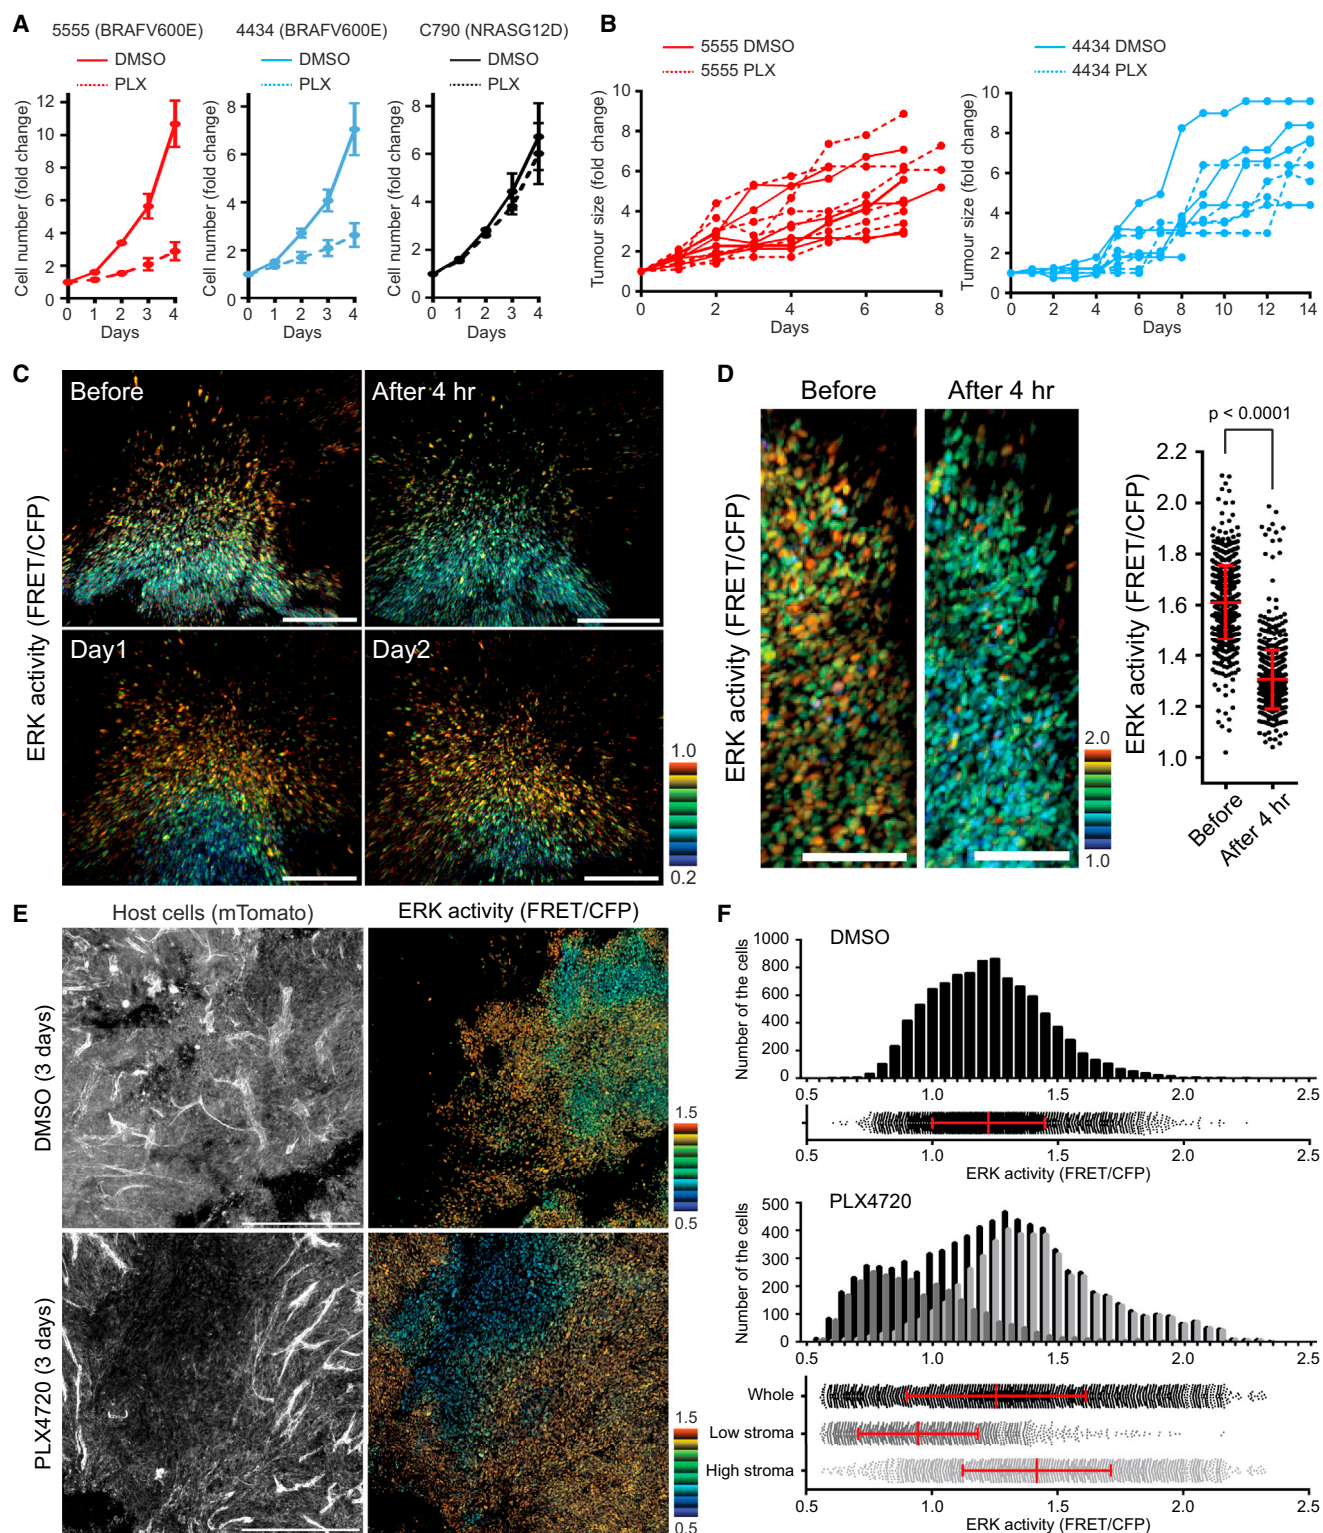 A
5555 (BRAFV600E)
DMSO
PLX
Cell number (fold change)
12
10
8
6
4
2
0
0 1 2 3 4
Days
4434 (BRAFV600E)
DMSO
PLX
Cell number (fold change)
8
6
4
2
0
0 1 2 3 4
Days
C790 (NRASG12D)
DMSO
PLX
Cell number (fold change)
8
6
4
2
0
0 1 2 3 4
Days
B
5555 DMSO
5555 PLX
Tumour size (fold change)
10
8
6
4
2
0
0 2 4 6 8
Days
4434 DMSO
4434 PLX
Tumour size (fold change)
10
8
6
4
2
0
0 2 4 6 8 10 12 14
Days
C
ERK activity (FRET/CFP)
Before
After 4 hr
Day1
Day2
1.0
0.2
D
ERK activity (FRET/CFP)
Before
After 4 hr
2.0
1.0
p < 0.0001
ERK activity (FRET/CFP)
2.2
2.0
1.8
1.6
1.4
1.2
1.0
Before
After 4 hr
E
Host cells (mTomato)
ERK activity (FRET/CFP)
DMSO (3 days)
1.5
0.5
PLX4720 (3 days)
1.5
0.5
F
DMSO
Number of the cells
1000
800
600
400
200
0
0.5 1.0 1.5 2.0 2.5
0.5 1.0 1.5 2.0 2.5
ERK activity (FRET/CFP)
PLX4720
Number of the cells
500
400
300
200
100
0
0.5 1.0 1.5 2.0 2.5
Whole
Low stroma
High stroma
0.5 1.0 1.5 2.0 2.5
ERK activity (FRET/CFP)